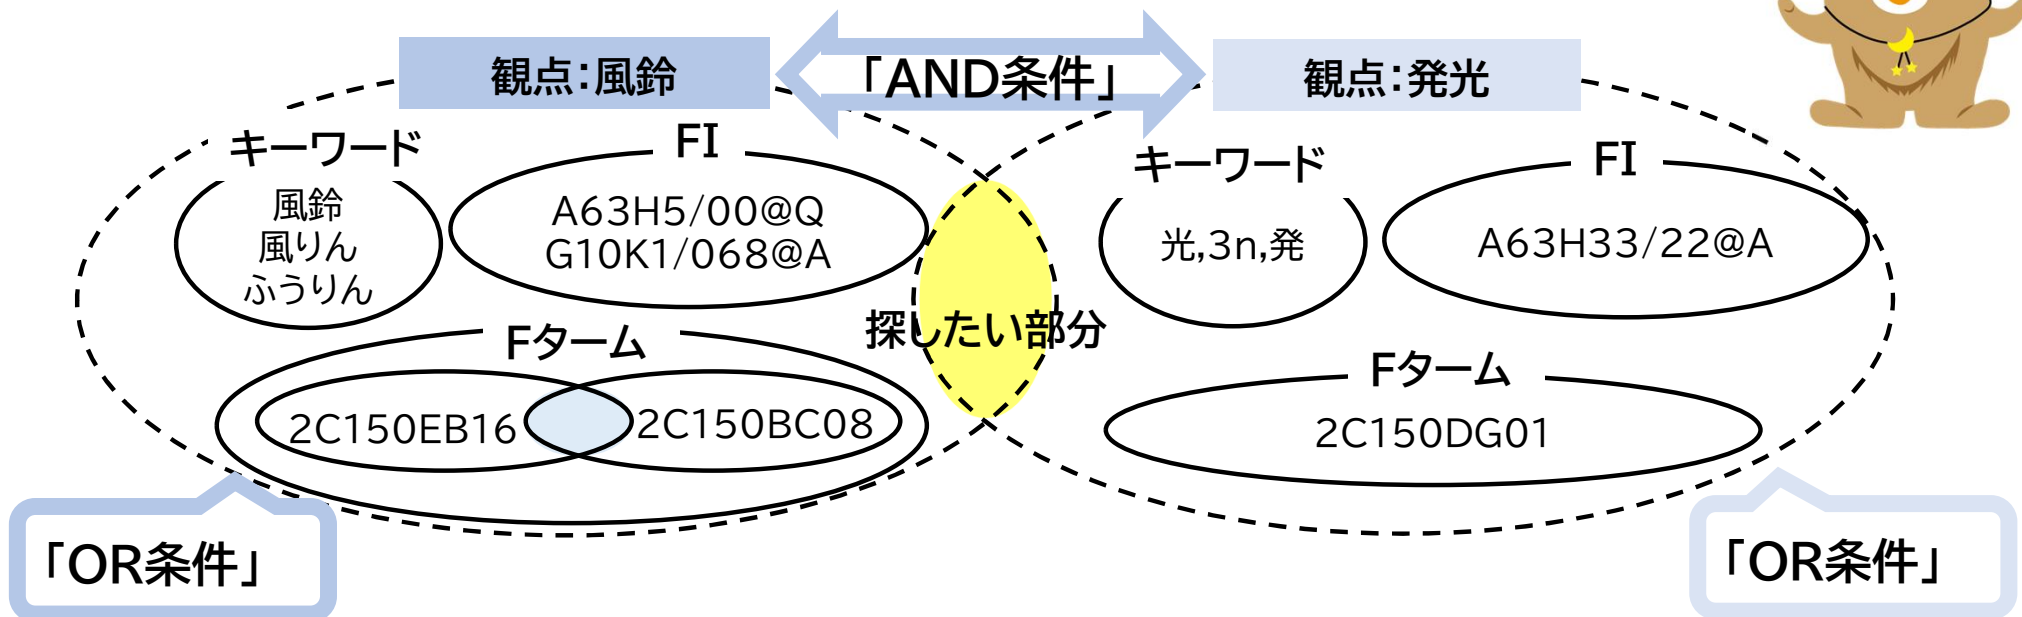 観点:風鈴
「AND条件」
観点:発光
キーワード
風鈴
風りん
ふうりん
FI
A63H5/00@Q
G10K1/068@A
Fターム
2C150EB16
2C150BC08
探したい部分
キーワード
光,3n,発
FI
A63H33/22@A
Fターム
2C150DG01
「OR条件」
「OR条件」